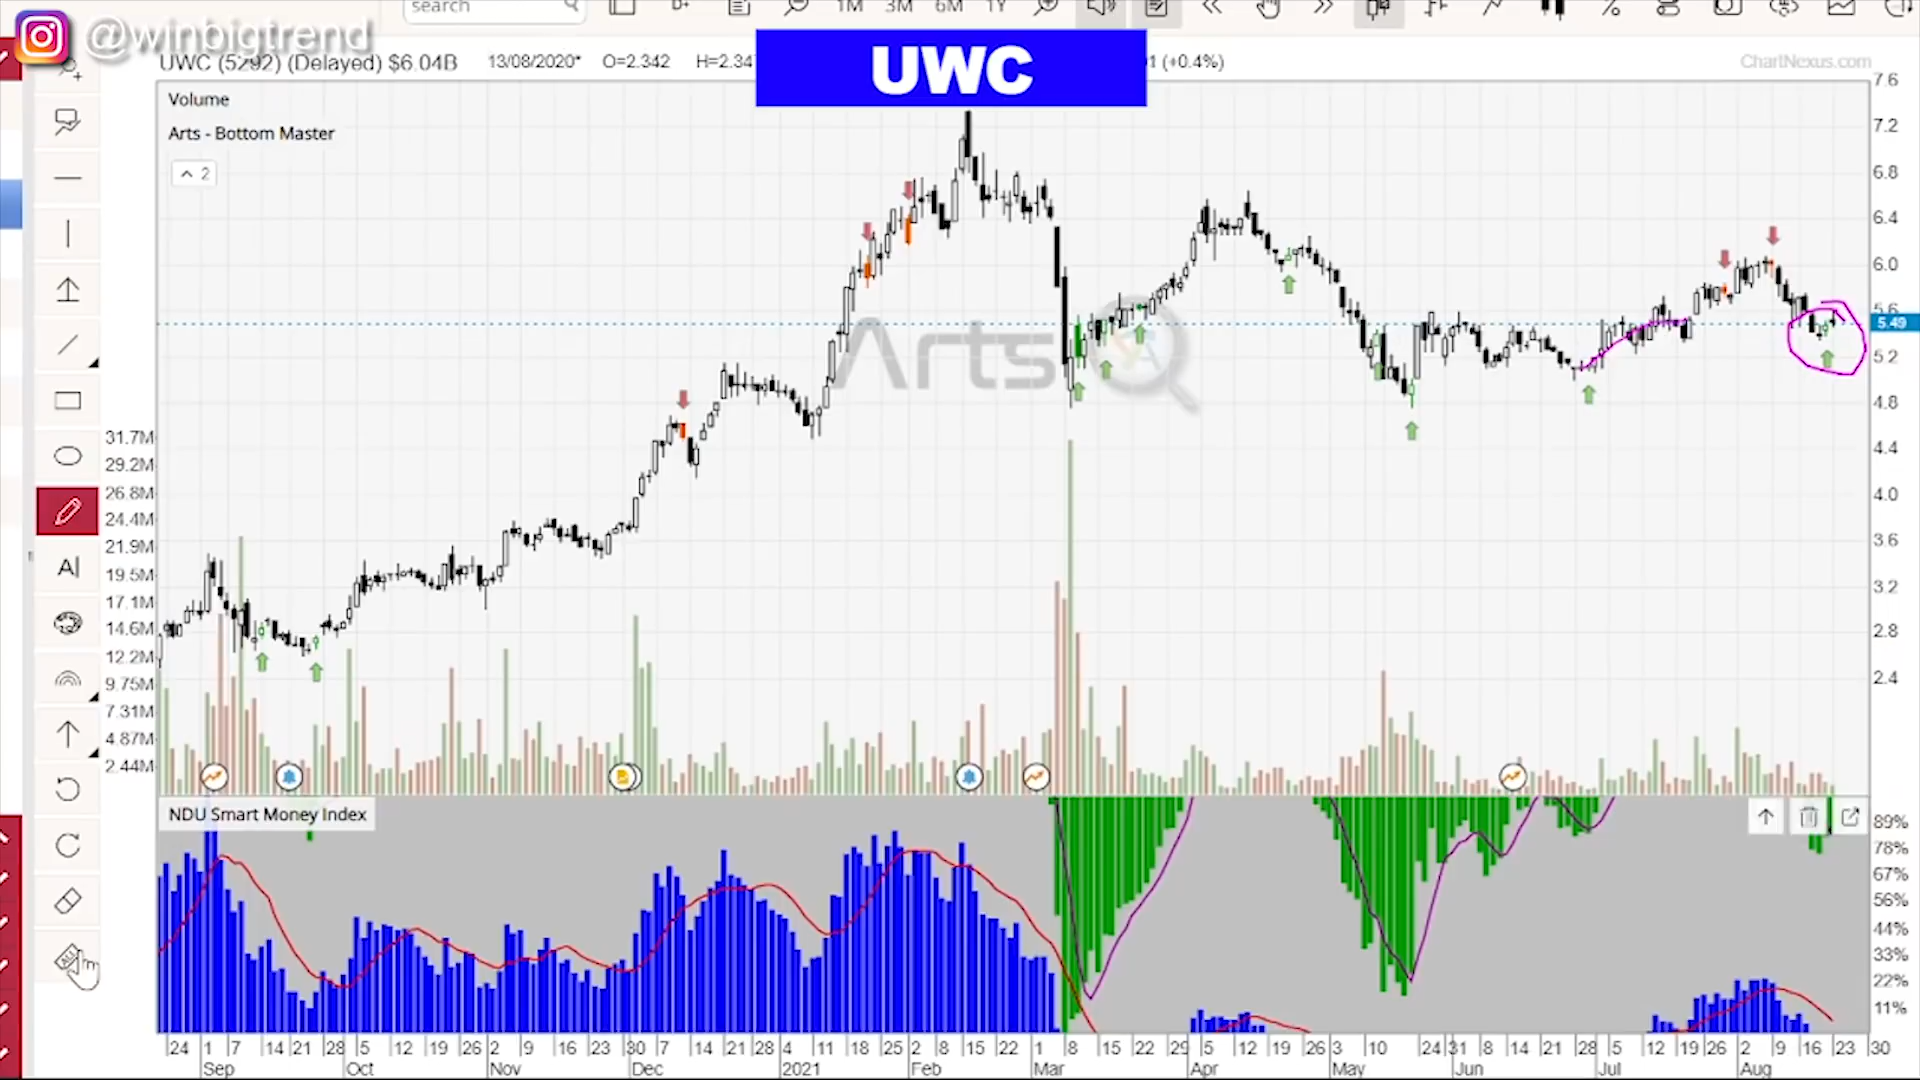 search
1M 3M 6M 1Y
@winbigtrend
UWC (5292) (Delayed) $6.04B 13/08/2020* O=2.342 H=2.34
UWC
(+0.4%)
ChartNexus.com
Volume
Arts - Bottom Master
2
7.6
7.2
6.8
6.4
6.0
5.6
5.49
5.2
4.8
4.4
4.0
3.6
3.2
2.8
2.4
Arts
31.7M
29.2M
26.8M
24.4M
21.9M
19.5M
17.1M
14.6M
12.2M
9.75M
7.31M
4.87M
2.44M
NDU Smart Money Index
89%
78%
67%
56%
44%
33%
22%
11%
24 1 7 14 21 28 5 12 19 26 2 9 16 23 30 7 14 21 28 4 11 18 25 2 8 15 22 1 8 15 22 29 5 12 19 26 3 10 24 31 8 14 21 28 5 12 19 26 2 9 16 23 30
Sep Oct Nov Dec 2021 Feb Mar Apr May Jun Jul Aug